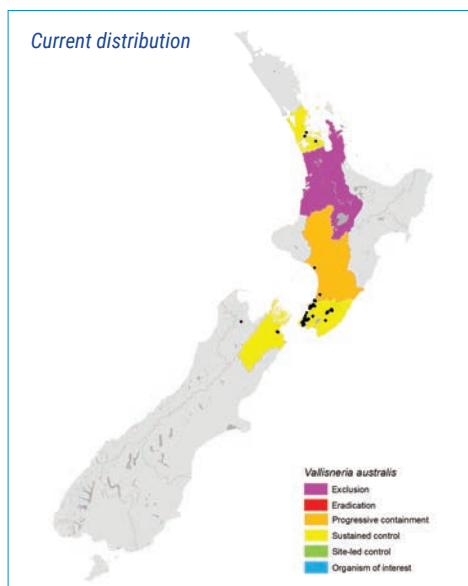 Current distribution
Vallisneria australis
Exclusion
Eradication
Progressive containment
Sustained control
Site-led control
Organism of interest